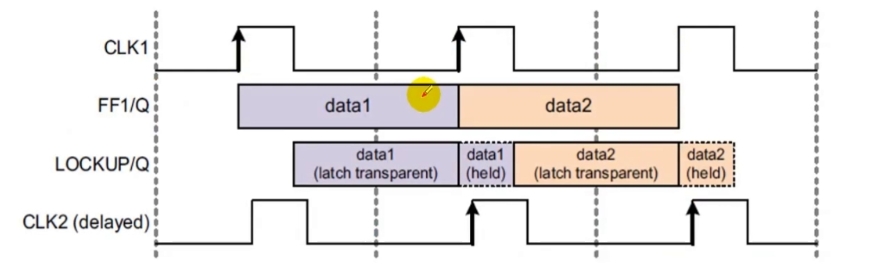 CLK1
FF1/Q
data1
data2
LOCKUP/Q
data1
(latch transparent)
data1
(held)
data2
(latch transparent)
data2
(held)
CLK2 (delayed)